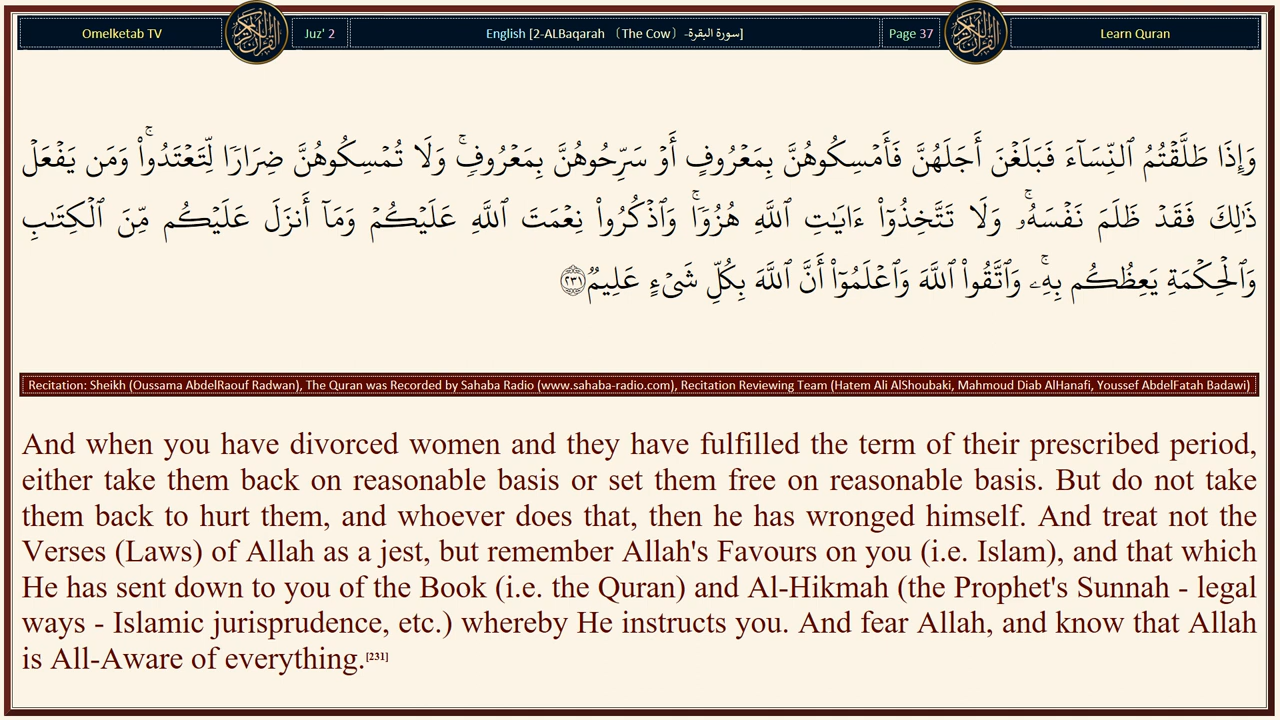 Omelketab TV
Juz' 2
English [2-ALBaqarah (The Cow) -سورة البقرة]
Page 37
Learn Quran
وَإِذَا طَلَّقْتُمُ ٱلنِّسَآءَ فَبَلَغْنَ أَجَلَهُنَّ فَأَمْسِكُوهُنَّ بِمَعْرُوفٍ أَوْ سَرِّحُوهُنَّ بِمَعْرُوفٍۚ وَلَا تُمْسِكُوهُنَّ ضِرَارًا لِّتَعْتَدُوا۟ۚ وَمَن يَفْعَلْ
ذَٰلِكَ فَقَدْ ظَلَمَ نَفْسَهُۥۚ وَلَا تَتَّخِذُوٓا۟ ءَايَٰتِ ٱللَّهِ هُزُوًاۚ وَٱذْكُرُوا۟ نِعْمَتَ ٱللَّهِ عَلَيْكُمْ وَمَآ أَنزَلَ عَلَيْكُم مِّنَ ٱلْكِتَٰبِ
وَٱلْحِكْمَةِ يَعِظُكُم بِهِۦۚ وَٱتَّقُوا۟ ٱللَّهَ وَٱعْلَمُوٓا۟ أَنَّ ٱللَّهَ بِكُلِّ شَىْءٍ عَلِيمٌ ٢٣١
Recitation: Sheikh (Oussama AbdelRaouf Radwan), The Quran was Recorded by Sahaba Radio (www.sahaba-radio.com), Recitation Reviewing Team (Hatem Ali AlShoubaki, Mahmoud Diab AlHanafi, Youssef AbdelFatah Badawi)
And when you have divorced women and they have fulfilled the term of their prescribed period,
either take them back on reasonable basis or set them free on reasonable basis. But do not take
them back to hurt them, and whoever does that, then he has wronged himself. And treat not the
Verses (Laws) of Allah as a jest, but remember Allah's Favours on you (i.e. Islam), and that which
He has sent down to you of the Book (i.e. the Quran) and Al-Hikmah (the Prophet's Sunnah - legal
ways - Islamic jurisprudence, etc.) whereby He instructs you. And fear Allah, and know that Allah
is All-Aware of everything.[231]